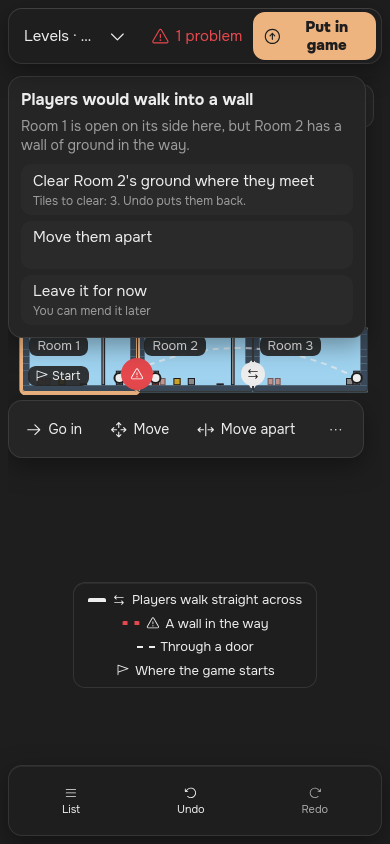 Levels · ...
1 problem
Put in
game
Players would walk into a wall
Room 1 is open on its side here, but Room 2 has a
wall of ground in the way.
Clear Room 2's ground where they meet
Tiles to clear: 3. Undo puts them back.
Move them apart
Leave it for now
You can mend it later
Room 1
Room 2
Room 3
Start
Go in
Move
Move apart
...
Players walk straight across
A wall in the way
Through a door
Where the game starts
List
Undo
Redo